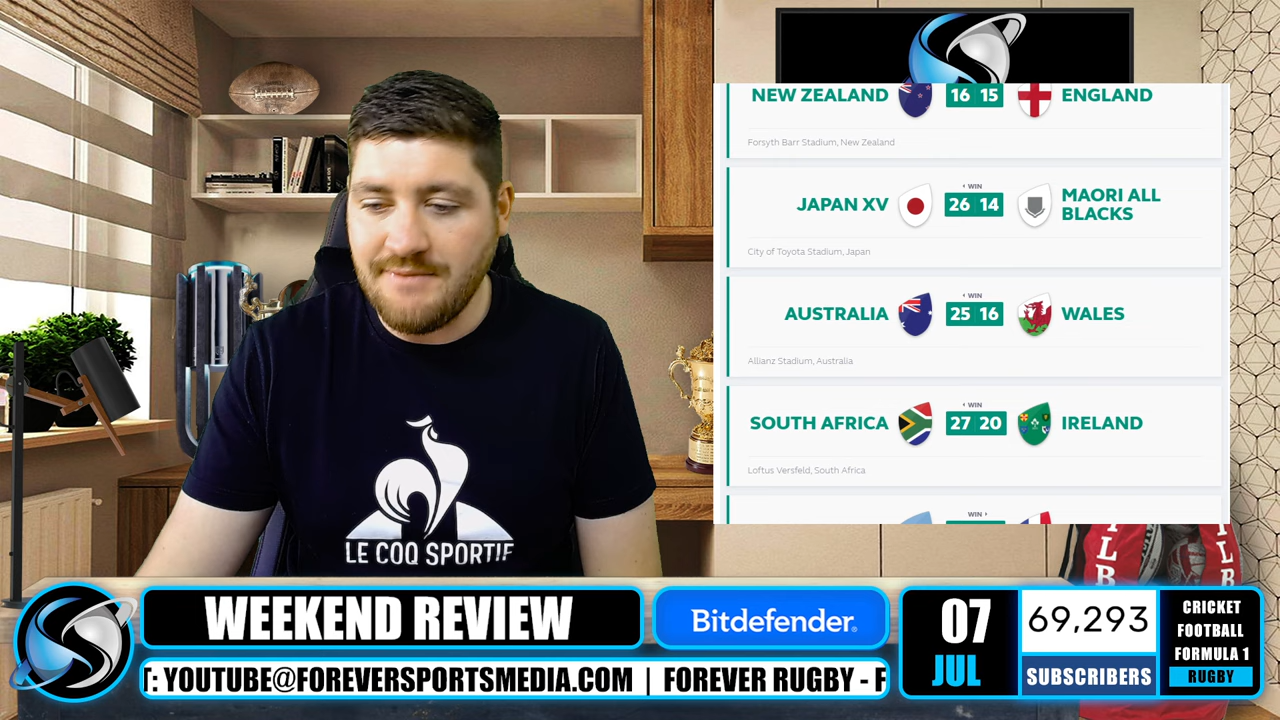 NEW ZEALAND 16 15 ENGLAND
Forsyth Barr Stadium, New Zealand
WIN
JAPAN XV 26 14 MAORI ALL BLACKS
City of Toyota Stadium, Japan
WIN
AUSTRALIA 25 16 WALES
Allianz Stadium, Australia
WIN
SOUTH AFRICA 27 20 IRELAND
Loftus Versfeld, South Africa
WIN
LE COQ SPORTIF
ILB
ILB
WEEKEND REVIEW
Bitdefender
T: YOUTUBE@FOREVERSPORTSMEDIA.COM | FOREVER RUGBY - F
07
JUL
69,293
SUBSCRIBERS
CRICKET
FOOTBALL
FORMULA 1
RUGBY